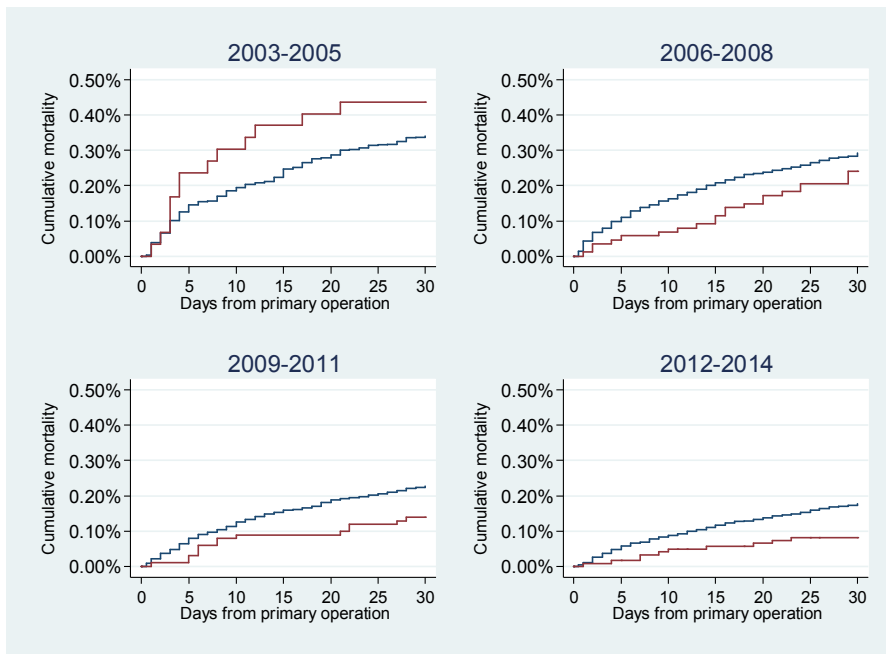 2003-2005
0.50%
0.40%
0.30%
0.20%
0.10%
0.00%
Cumulative mortality
0 5 10 15 20 25 30
Days from primary operation
2006-2008
0.50%
0.40%
0.30%
0.20%
0.10%
0.00%
Cumulative mortality
0 5 10 15 20 25 30
Days from primary operation
2009-2011
0.50%
0.40%
0.30%
0.20%
0.10%
0.00%
Cumulative mortality
0 5 10 15 20 25 30
Days from primary operation
2012-2014
0.50%
0.40%
0.30%
0.20%
0.10%
0.00%
Cumulative mortality
0 5 10 15 20 25 30
Days from primary operation